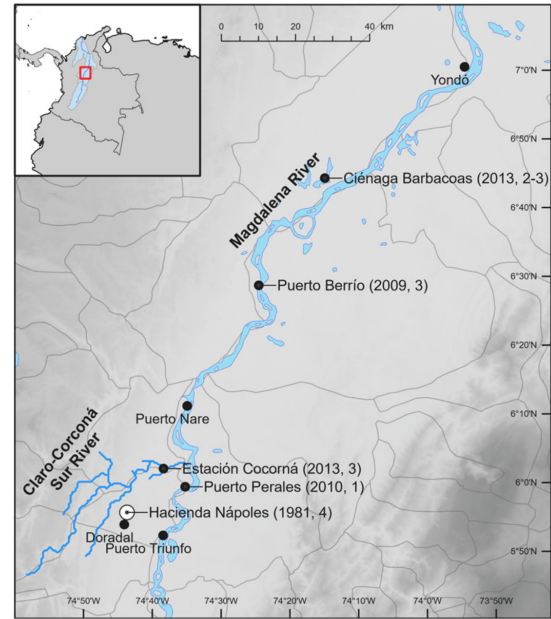 0 10 20 40 km
7°0'N
Yondó
6°50'N
Magdalena River
Ciénaga Barbacoas (2013, 2-3)
6°40'N
Puerto Berrío (2009, 3)
6°30'N
6°20'N
Puerto Nare
6°10'N
Claro-Corconá
Sur River
Estación Cocorná (2013, 3)
6°0'N
Puerto Perales (2010, 1)
Hacienda Nápoles (1981, 4)
Doradal
Puerto Triunfo
5°50'N
74°50'W 74°40'W 74°30'W 74°20'W 74°10'W 74°0'W 73°50'W